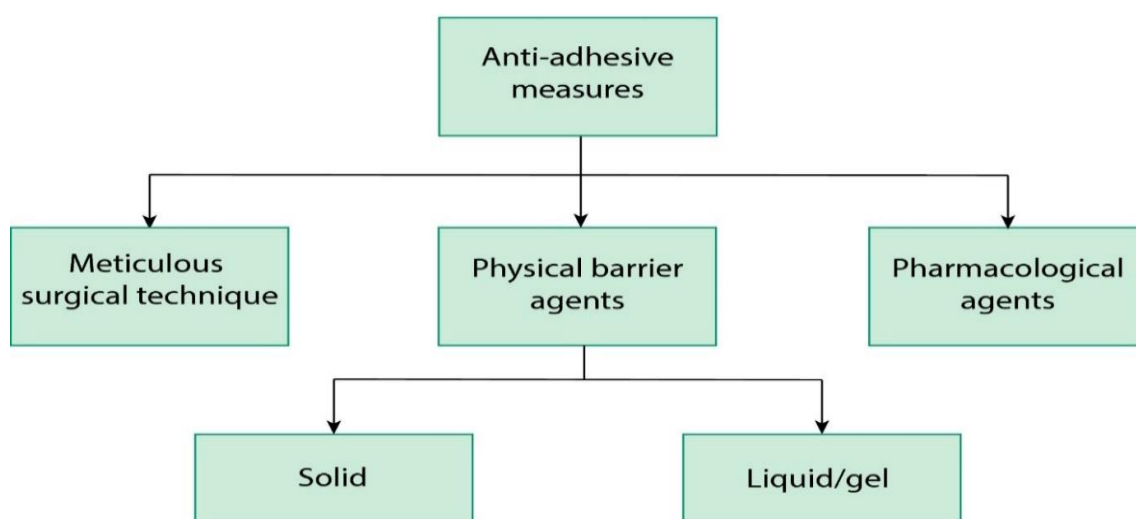 Anti-adhesive
measures
Meticulous
surgical technique
Physical barrier
agents
Pharmacological
agents
Solid
Liquid/gel